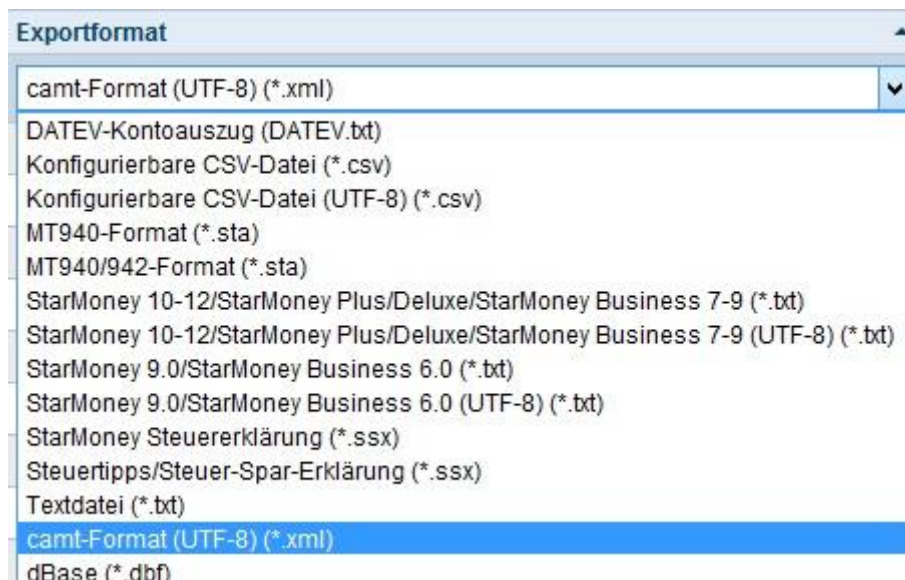 Exportformat
camt-Format (UTF-8) (*.xml)
DATEV-Kontoauszug (DATEV.txt)
Konfigurierbare CSV-Datei (*.csv)
Konfigurierbare CSV-Datei (UTF-8) (*.csv)
MT940-Format (*.sta)
MT940/942-Format (*.sta)
StarMoney 10-12/StarMoney Plus/Deluxe/StarMoney Business 7-9 (*.txt)
StarMoney 10-12/StarMoney Plus/Deluxe/StarMoney Business 7-9 (UTF-8) (*.txt)
StarMoney 9.0/StarMoney Business 6.0 (*.txt)
StarMoney 9.0/StarMoney Business 6.0 (UTF-8) (*.txt)
StarMoney Steuererklärung (*.ssx)
Steuertipps/Steuer-Spar-Erklärung (*.ssx)
Textdatei (*.txt)
camt-Format (UTF-8) (*.xml)
dBase (*.dbf)